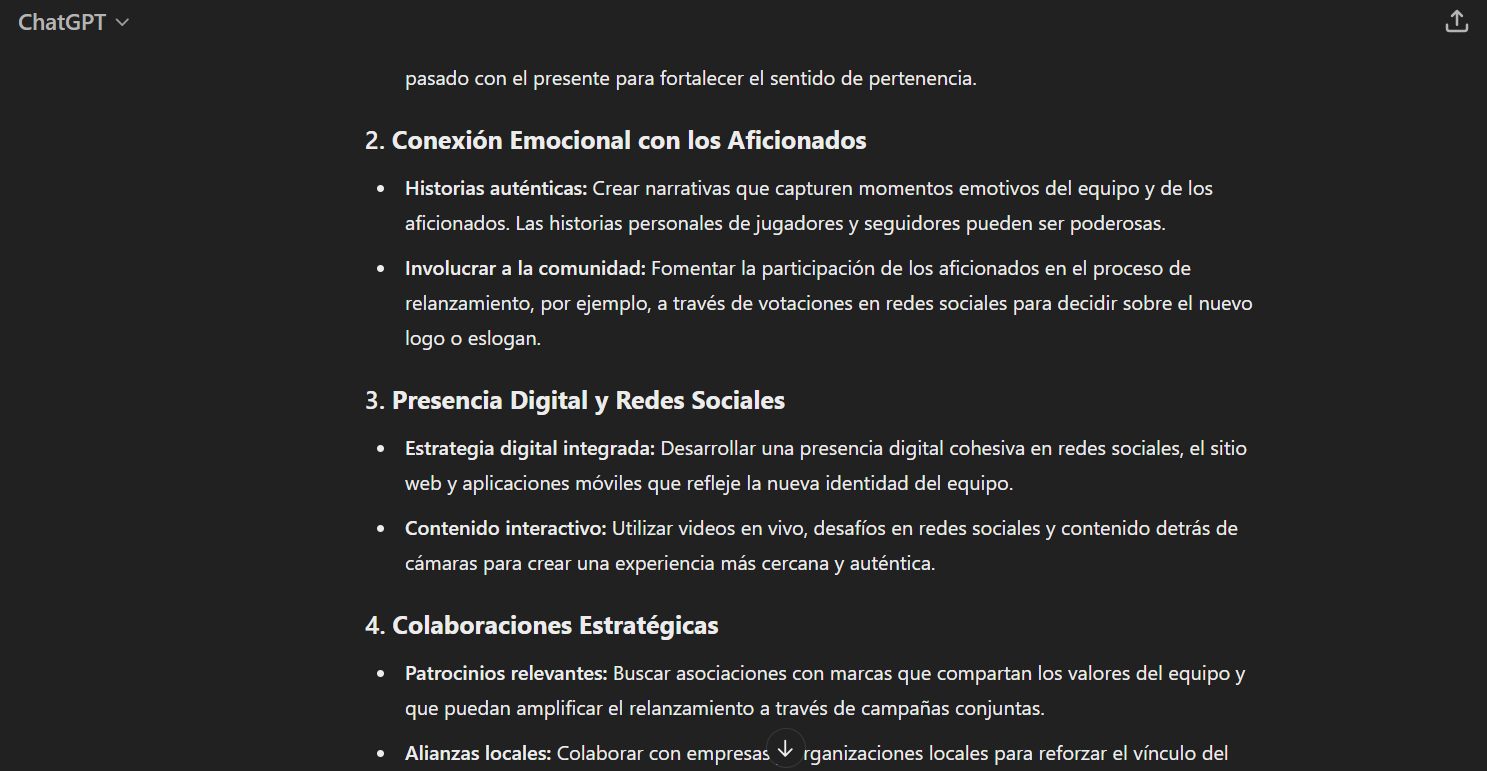 ChatGPT
pasado con el presente para fortalecer el sentido de pertenencia.
2. Conexión Emocional con los Aficionados
Historias auténticas: Crear narrativas que capturen momentos emotivos del equipo y de los
aficionados. Las historias personales de jugadores y seguidores pueden ser poderosas.
Involucrar a la comunidad: Fomentar la participación de los aficionados en el proceso de
relanzamiento, por ejemplo, a través de votaciones en redes sociales para decidir sobre el nuevo
logo o eslogan.
3. Presencia Digital y Redes Sociales
Estrategia digital integrada: Desarrollar una presencia digital cohesiva en redes sociales, el sitio
web y aplicaciones móviles que refleje la nueva identidad del equipo.
Contenido interactivo: Utilizar videos en vivo, desafíos en redes sociales y contenido detrás de
cámaras para crear una experiencia más cercana y auténtica.
4. Colaboraciones Estratégicas
Patrocinios relevantes: Buscar asociaciones con marcas que compartan los valores del equipo y
que puedan amplificar el relanzamiento a través de campañas conjuntas.
Alianzas locales: Colaborar con empresas rganizaciones locales para reforzar el vínculo del